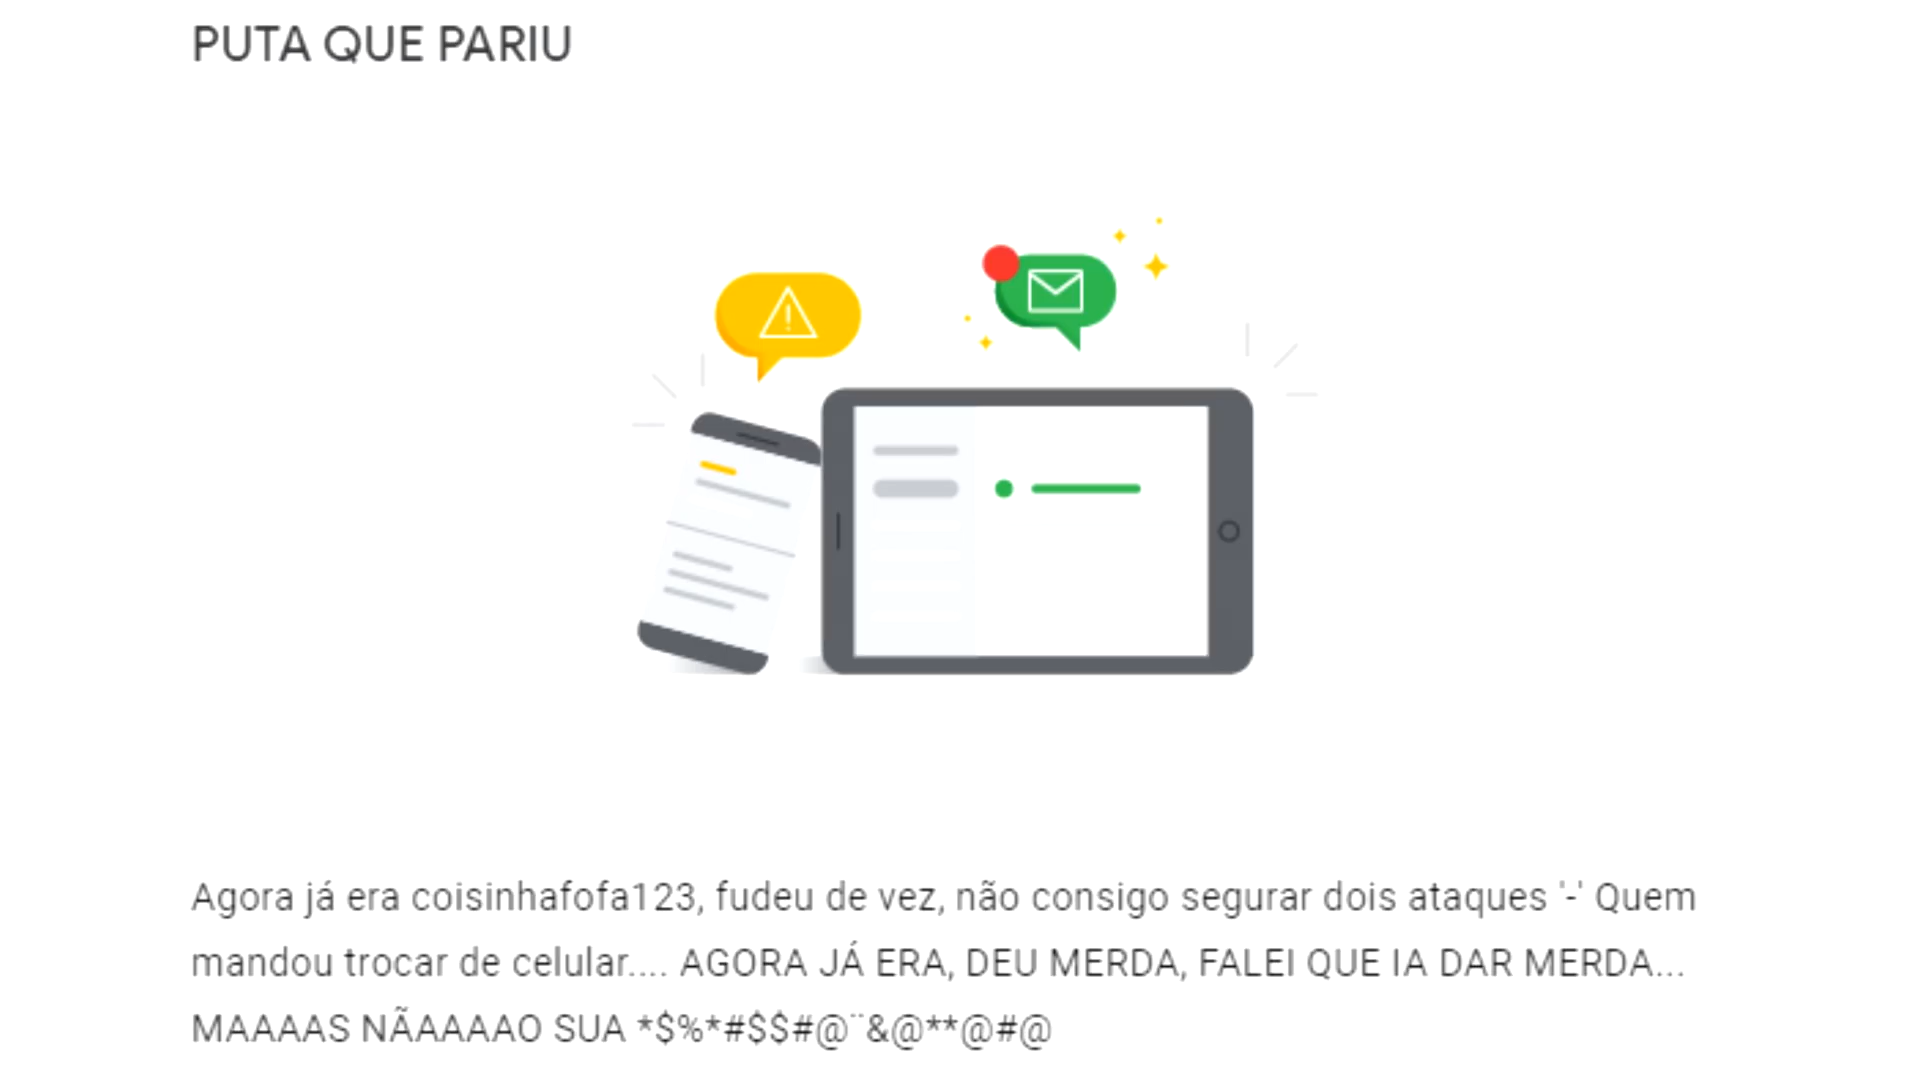 PUTA QUE PARIU
Agora já era coisinhafofa123, fudeu de vez, não consigo segurar dois ataques '-' Quem
mandou trocar de celular.... AGORA JÁ ERA, DEU MERDA, FALEI QUE IA DAR MERDA...
MAAAAS NÃAAAAO SUA *$%*#$$#@¨&@**@#@